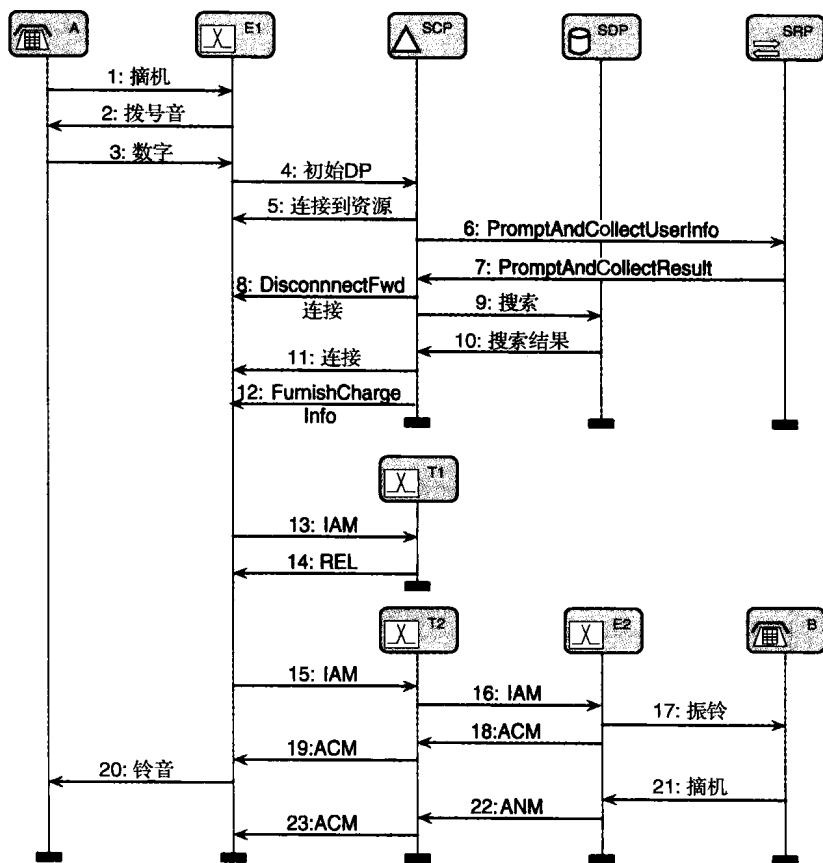 A
E1
SCP
SDP
SRP
1: 摘机
2: 拨号音
3: 数字
4: 初始DP
5: 连接到资源
6: PromptAndCollectUserInfo
7: PromptAndCollectResult
8: DisconnnectFwd
连接
9: 搜索
10: 搜索结果
11: 连接
12: FurnishCharge
Info
T1
13: IAM
14: REL
T2
E2
B
15: IAM
16: IAM
17: 振铃
18:ACM
19:ACM
20: 铃音
21: 摘机
22:ANM
23:ACM